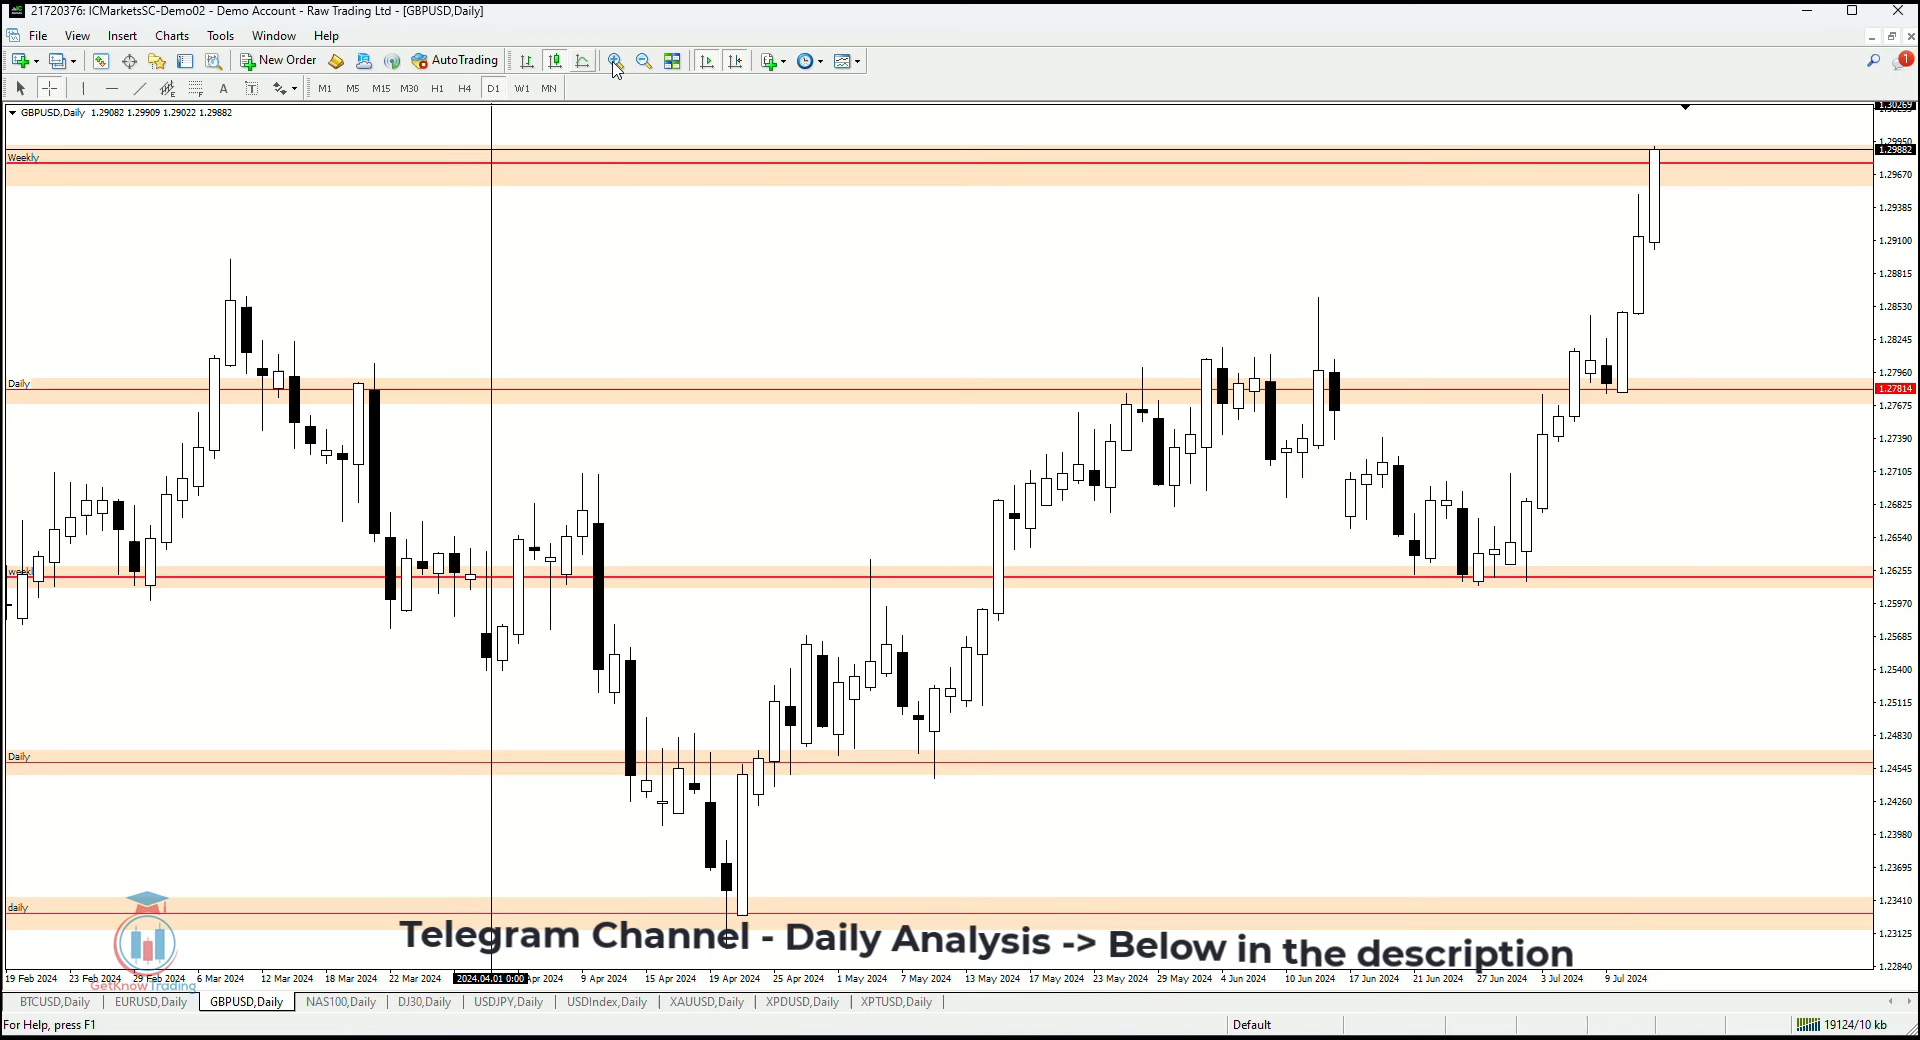 21720376: ICMarketsSC-Demo02 - Demo Account - Raw Trading Ltd - [GBPUSD,Daily]
File View Insert Charts Tools Window Help
New Order AutoTrading 1
A T M1 M5 M15 M30 H1 H4 D1 W1 MN
GBPUSD,Daily 1.29082 1.29909 1.29022 1.29882
1.30269
1.29950
1.29882
Weekly
1.29670
1.29385
1.29100
1.28815
1.28530
1.28245
1.27960
Daily
1.27814
1.27675
1.27390
1.27105
1.26825
1.26540
weekl
1.26255
1.25970
1.25685
1.25400
1.25115
1.24830
Daily
1.24545
1.24260
1.23980
1.23695
1.23410
daily
1.23125
Telegram Channel - Daily Analysis -> Below in the description
1.22840
19 Feb 2024 23 Feb 2024 29 Feb 2024 6 Mar 2024 12 Mar 2024 18 Mar 2024 22 Mar 2024 2024.04.01 0:00 Apr 2024 9 Apr 2024 15 Apr 2024 19 Apr 2024 25 Apr 2024 1 May 2024 7 May 2024 13 May 2024 17 May 2024 23 May 2024 29 May 2024 4 Jun 2024 10 Jun 2024 17 Jun 2024 21 Jun 2024 27 Jun 2024 3 Jul 2024 9 Jul 2024
GetKnowTrading
BTCUSD,Daily EURUSD,Daily GBPUSD,Daily NAS100,Daily DJ30,Daily USDJPY,Daily USDIndex,Daily XAUUSD,Daily XPDUSD,Daily XPTUSD,Daily
For Help, press F1 Default 19124/10 kb